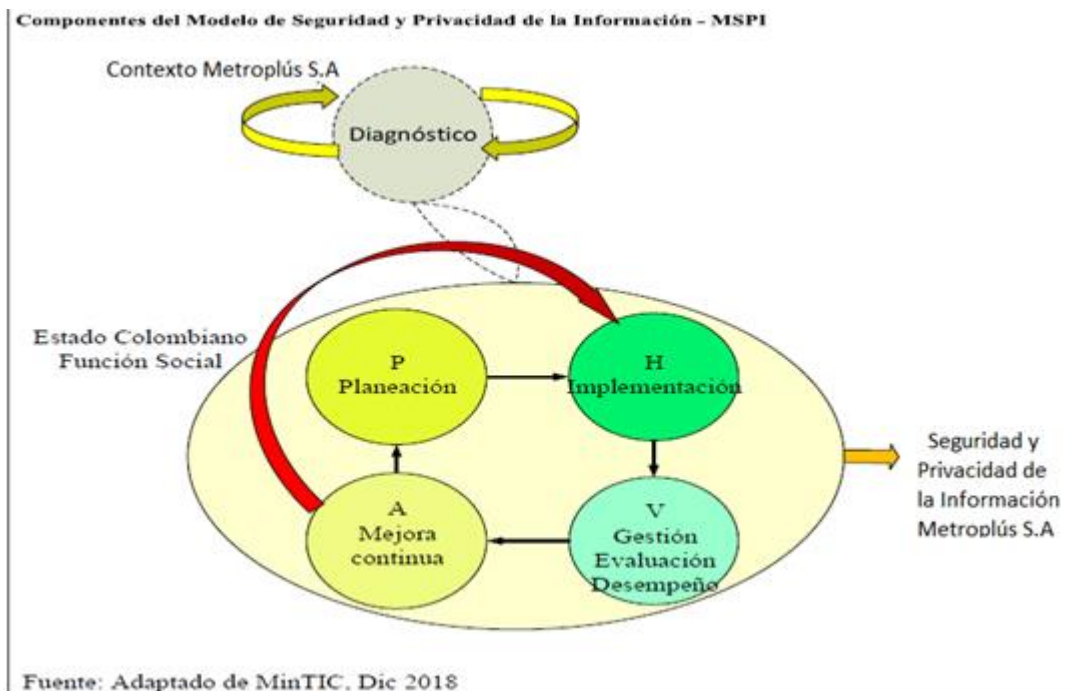 Componentes del Modelo de Seguridad y Privacidad de la Información - MSPI
Contexto Metroplús S.A
Diagnóstico
Estado Colombiano
Función Social
P
Planeación
H
Implementación
A
Mejora
continua
V
Gestión
Evaluación
Desempeño
Seguridad y
Privacidad de
la Información
Metroplús S.A
Fuente: Adaptado de MinTIC, Dic 2018